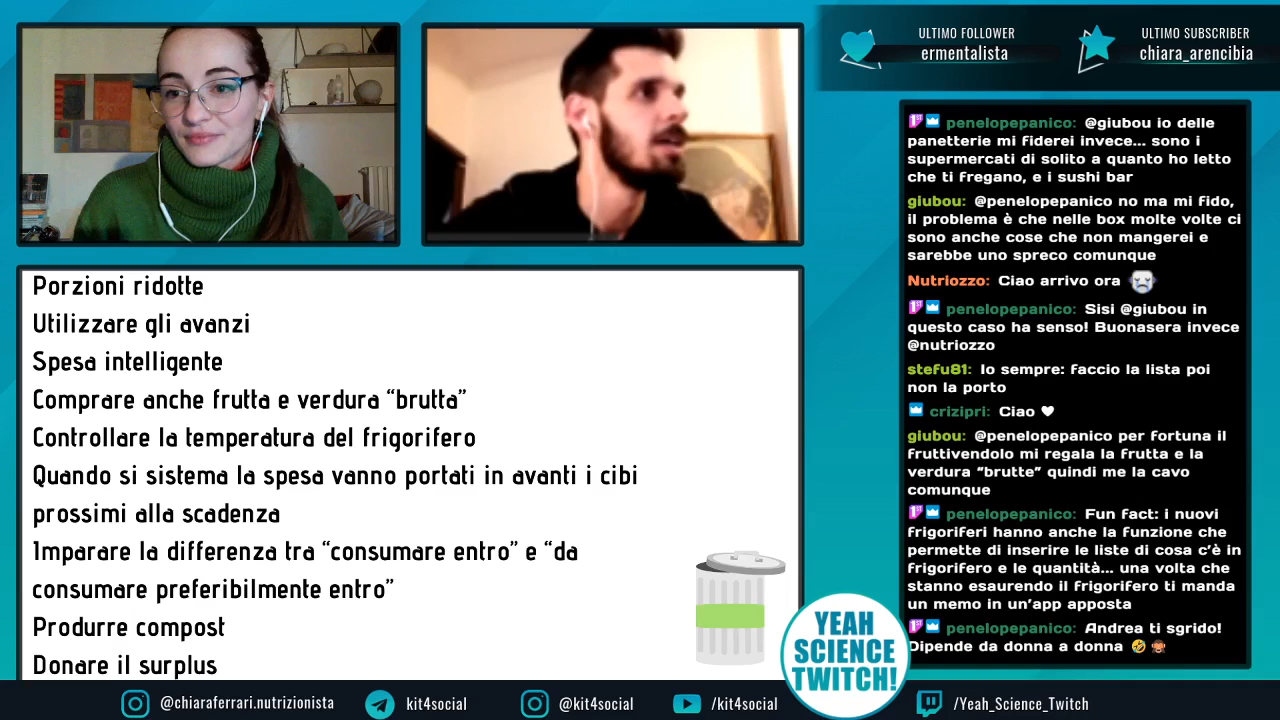 ULTIMO FOLLOWER
ermentalista
ULTIMO SUBSCRIBER
chiara_arencibia
penelopepanico: @giubou io delle
panetterie mi fiderei invece... sono i
supermercati di solito a quanto ho letto
che ti fregano, e i sushi bar
giubou: @penelopepanico no ma mi fido,
il problema è che nelle box molte volte ci
sono anche cose che non mangerei e
sarebbe uno spreco comunque
Nutriozzo: Ciao arrivo ora
penelopepanico: Sisi @giubou in
questo caso ha senso! Buonasera invece
@nutriozzo
stefu81: Io sempre: faccio la lista poi
non la porto
crizipri: Ciao ♥
giubou: @penelopepanico per fortuna il
fruttivendolo mi regala la frutta e la
verdura “brutte” quindi me la cavo
comunque
penelopepanico: Fun fact: i nuovi
frigoriferi hanno anche la funzione che
permette di inserire le liste di cosa c’è in
frigorifero e le quantità... una volta che
stanno esaurendo il frigorifero ti manda
un memo in un’app apposta
penelopepanico: Andrea ti sgrido!
Dipende da donna a donna 🤣 🙊
Porzioni ridotte
Utilizzare gli avanzi
Spesa intelligente
Comprare anche frutta e verdura “brutta”
Controllare la temperatura del frigorifero
Quando si sistema la spesa vanno portati in avanti i cibi
prossimi alla scadenza
Imparare la differenza tra “consumare entro” e “da
consumare preferibilmente entro”
Produrre compost
Donare il surplus
YEAH
SCIENCE
TWITCH!
@chiaraferrari.nutrizionista
kit4social
@kit4social
/kit4social
/Yeah_Science_Twitch